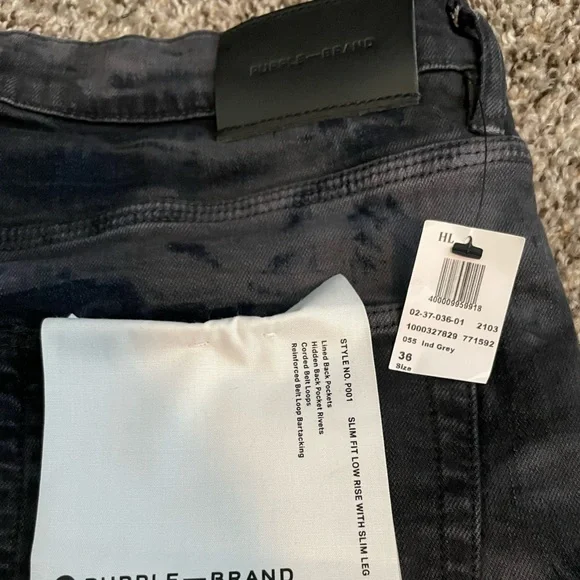 PURPLE—BRAND
HL
400009959918
02-37-036-01 2103
1000327829 771592
055 Ind Grey
36
Size
STYLE NO. P001 SLIM FIT LOW RISE WITH SLIM LEG
Lined Back Pockets
Hidden Back Pocket Rivets
Corded Belt Loops
Reinforced Belt Loop Bartacking
PURPLE—BRAND